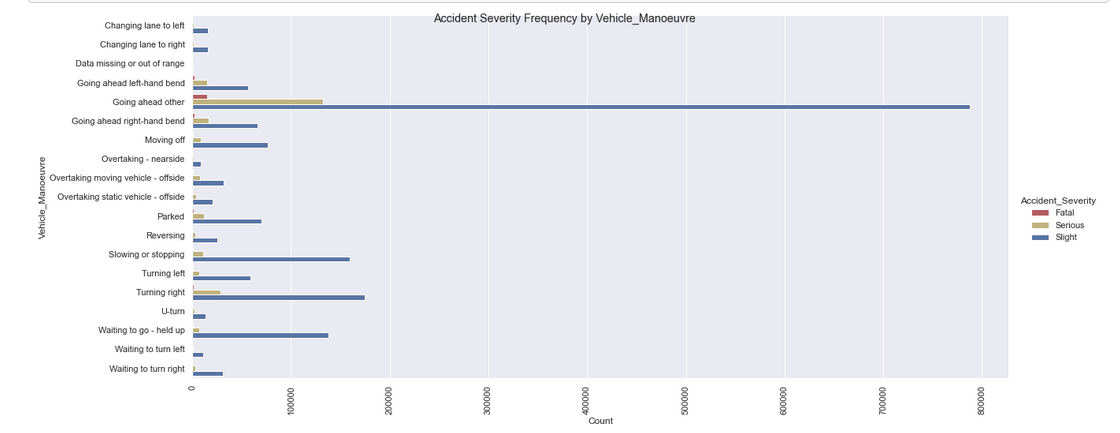 Accident Severity Frequency by Vehicle_Manoeuvre
Vehicle_Manoeuvre
Changing lane to left
Changing lane to right
Data missing or out of range
Going ahead left-hand bend
Going ahead other
Going ahead right-hand bend
Moving off
Overtaking - nearside
Overtaking moving vehicle - offside
Overtaking static vehicle - offside
Parked
Reversing
Slowing or stopping
Turning left
Turning right
U-turn
Waiting to go - held up
Waiting to turn left
Waiting to turn right
0
100000
200000
300000
400000
500000
600000
700000
800000
Count
Accident_Severity
Fatal
Serious
Slight